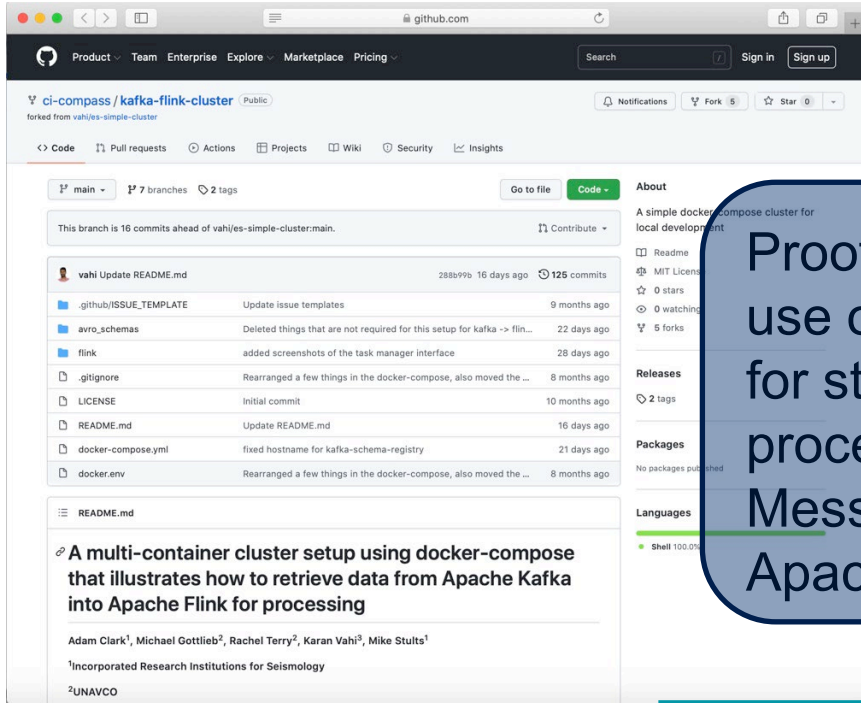 github.com
Product Team Enterprise Explore Marketplace Pricing
Search
/
Sign in
Sign up
ci-compass / kafka-flink-cluster Public
Notifications
Fork 5
Star 0
forked from vahi/es-simple-cluster
<> Code Pull requests Actions Projects Wiki Security Insights
main 7 branches 2 tags
Go to file
Code
This branch is 16 commits ahead of vahi/es-simple-cluster:main.
Contribute
vahi Update README.md 288b99b 16 days ago 125 commits
.github/ISSUE_TEMPLATE Update issue templates 9 months ago
avro_schemas Deleted things that are not required for this setup for kafka -> flin... 22 days ago
flink added screenshots of the task manager interface 28 days ago
.gitignore Rearranged a few things in the docker-compose, also moved the ... 8 months ago
LICENSE Initial commit 10 months ago
README.md Update README.md 16 days ago
docker-compose.yml fixed hostname for kafka-schema-registry 21 days ago
docker.env Rearranged a few things in the docker-compose, also moved the ... 8 months ago
README.md
A multi-container cluster setup using docker-compose
that illustrates how to retrieve data from Apache Kafka
into Apache Flink for processing
Adam Clark1, Michael Gottlieb2, Rachel Terry2, Karan Vahi3, Mike Stults1
1Incorporated Research Institutions for Seismology
2UNAVCO
About
A simple docker compose cluster for
local development
Readme
MIT License
0 stars
0 watching
5 forks
Releases
2 tags
Packages
No packages published
Languages
Shell 100.0%
use
for